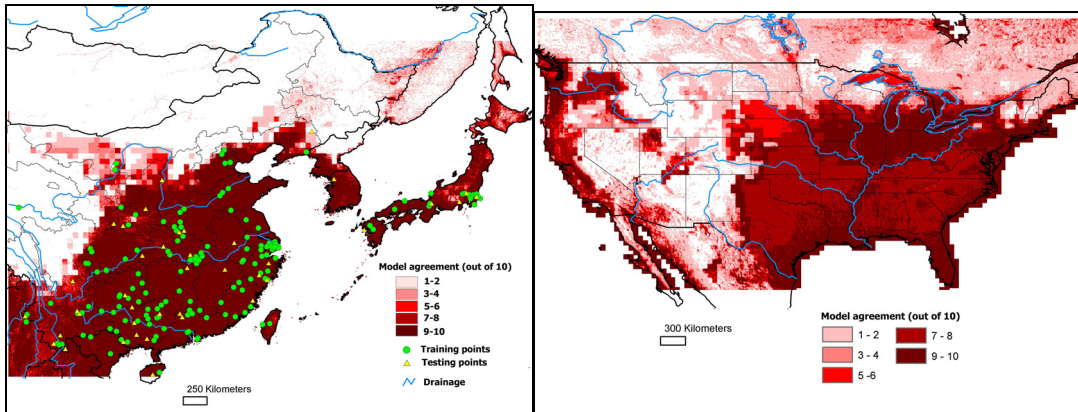 Model agreement (out of 10)
1-2
3-4
5-6
7-8
9-10
Training points
Testing points
Drainage
250 Kilometers
300 Kilometers
Model agreement (out of 10)
1 - 2
3 - 4
5 -6
7 - 8
9 - 10